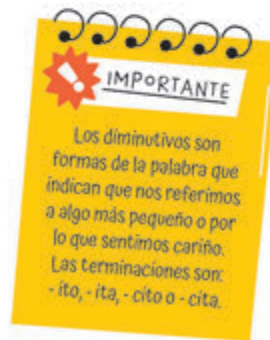 IMPORTANTE
Los diminutivos son
formas de la palabra que
indican que nos referimos
a algo más pequeño o por
lo que sentimos cariño.
Las terminaciones son:
- ito, - ita, - cito o - cita.